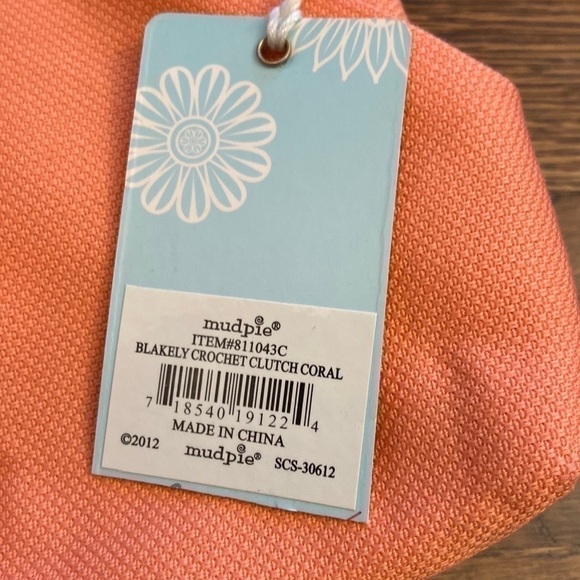 mudpie®
ITEM#811043C
BLAKELY CROCHET CLUTCH CORAL
7 18540 19122 4
MADE IN CHINA
©2012 mudpie® SCS-30612